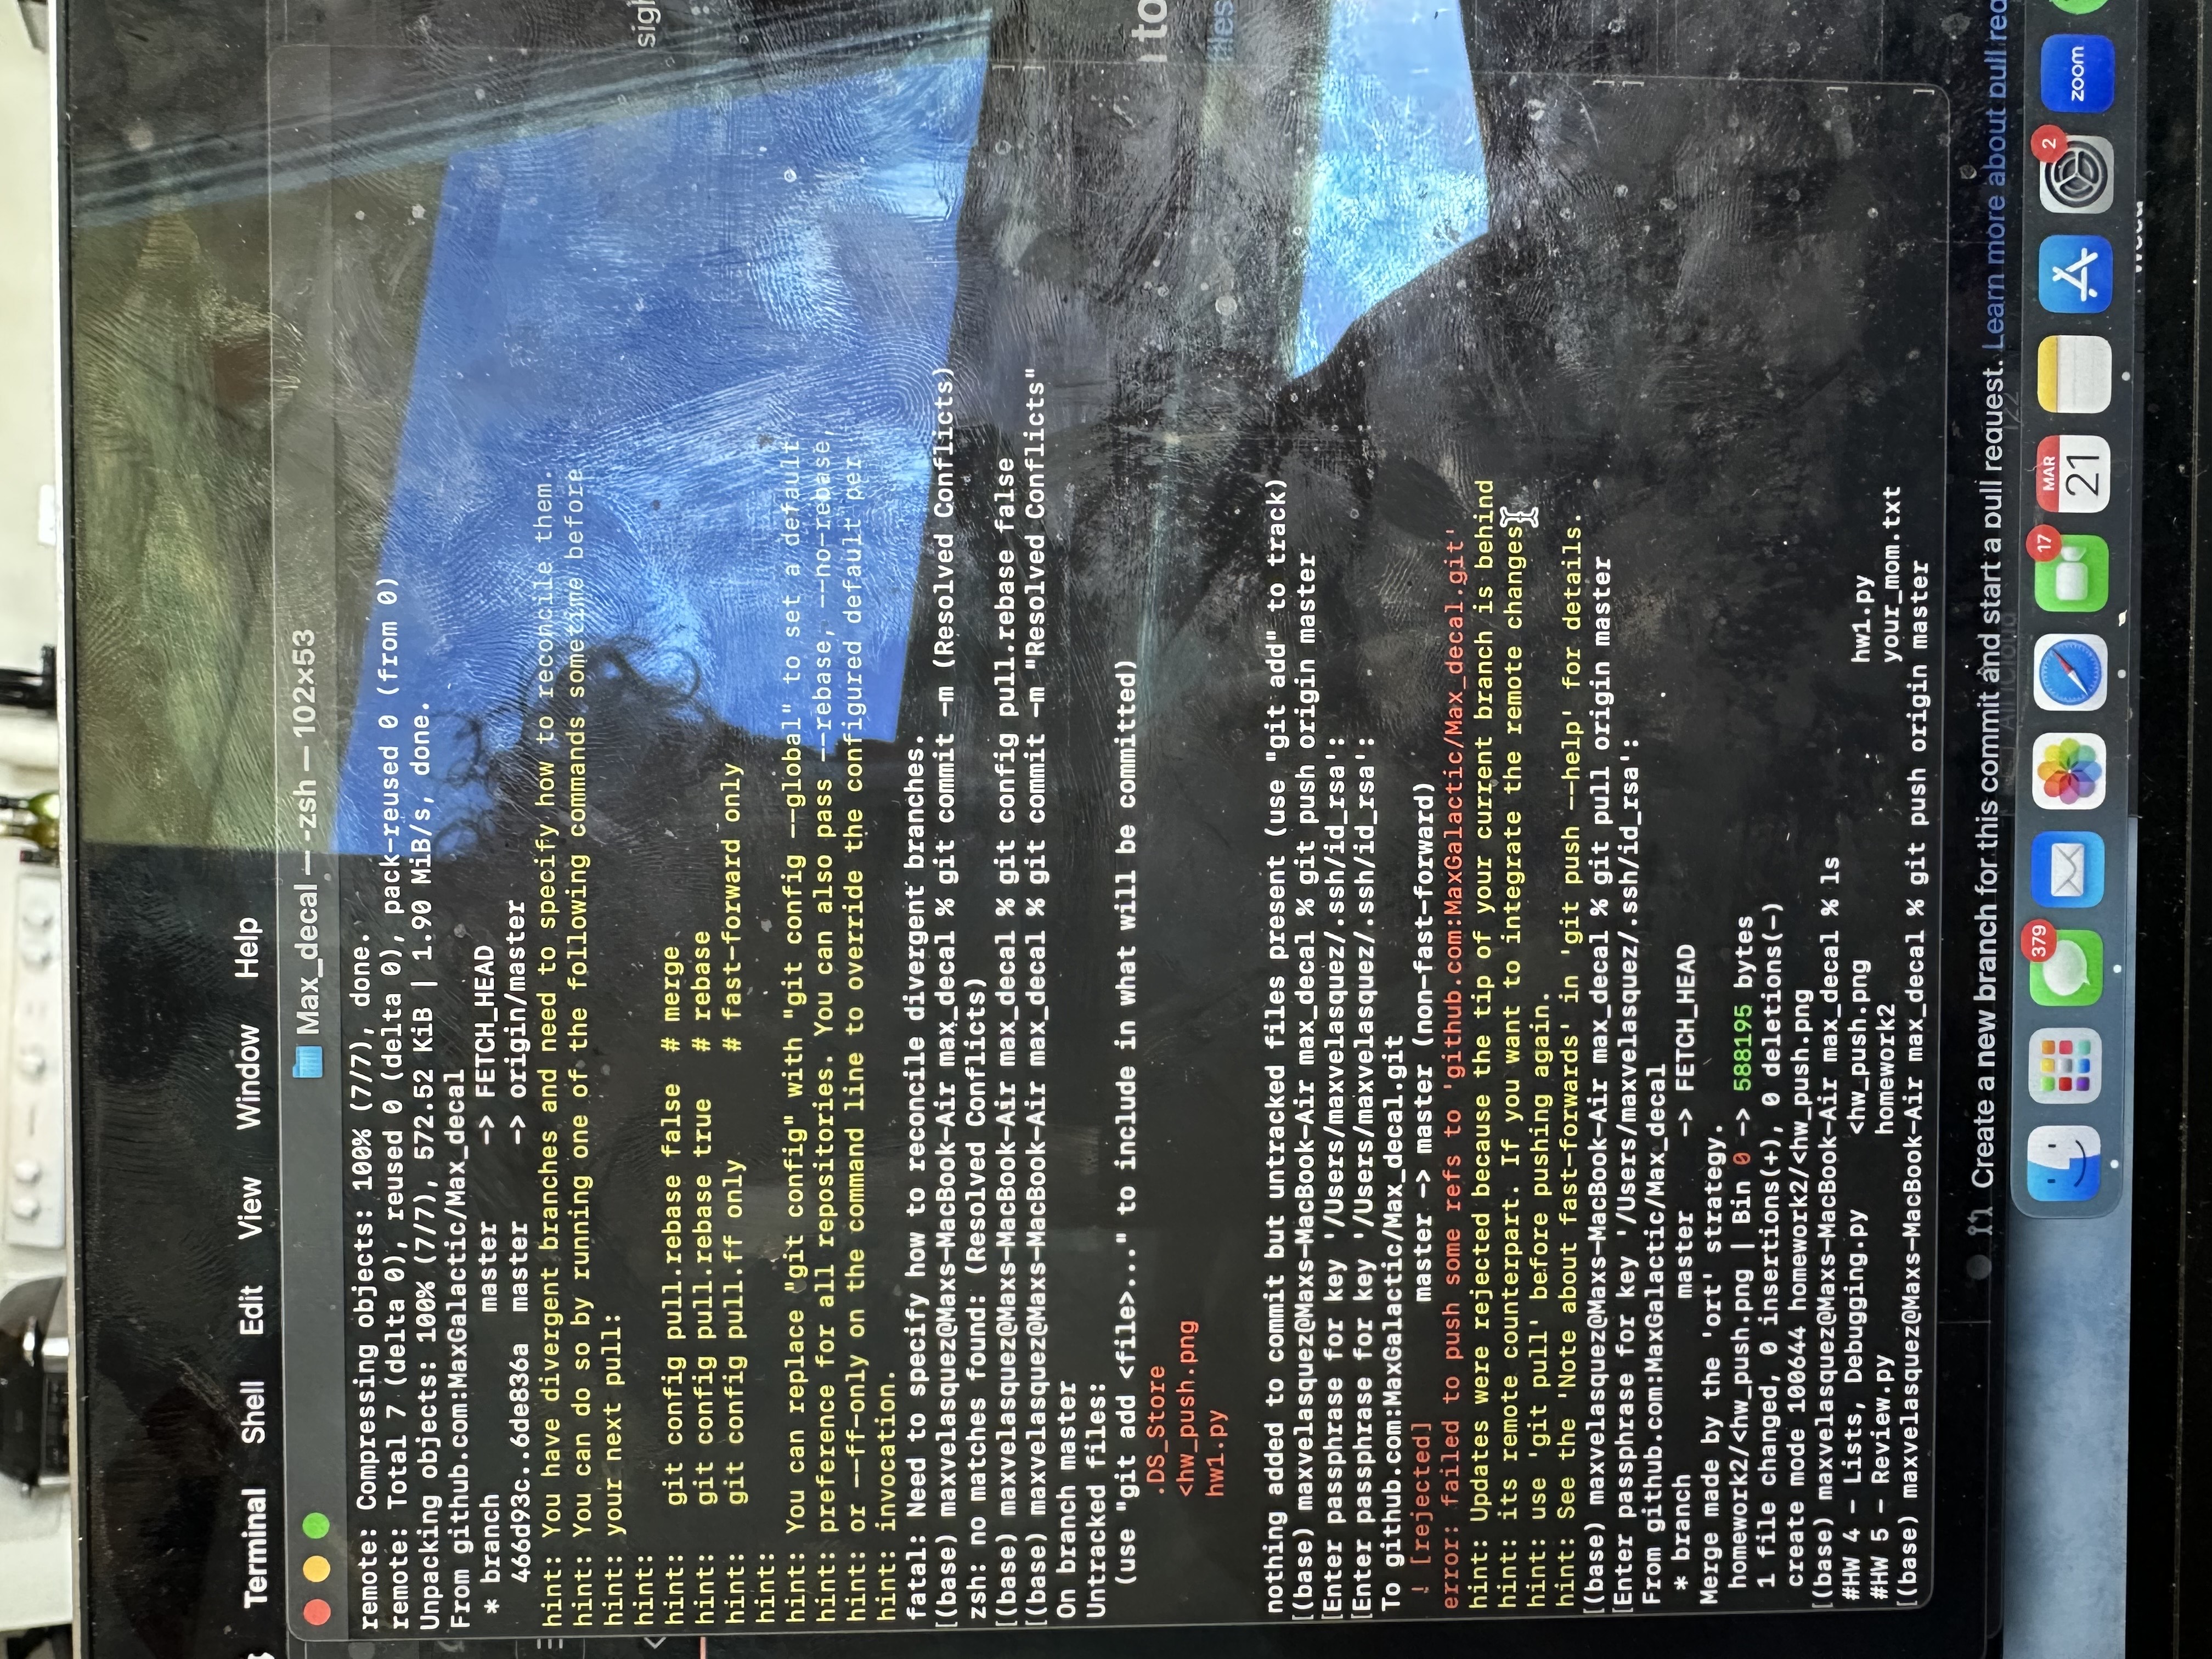 Terminal Shell Edit View Window Help
Max_decal — -zsh — 102×53
remote: Compressing objects: 100% (7/7), done.
remote: Total 7 (delta 0), reused 0 (delta 0), pack-reused 0 (from 0)
Unpacking objects: 100% (7/7), 572.52 KiB | 1.90 MiB/s, done.
From github.com:MaxGalactic/Max_decal
 * branch            master     -> FETCH_HEAD
   466d93c..6de836a  master     -> origin/master
hint: You have divergent branches and need to specify how to reconcile them.
hint: You can do so by running one of the following commands sometime before
hint: your next pull:
hint:
hint:   git config pull.rebase false  # merge
hint:   git config pull.rebase true   # rebase
hint:   git config pull.ff only       # fast-forward only
hint:
hint: You can replace "git config" with "git config --global" to set a default
hint: preference for all repositories. You can also pass --rebase, --no-rebase,
hint: or --ff-only on the command line to override the configured default per
hint: invocation.
fatal: Need to specify how to reconcile divergent branches.
[(base) maxvelasquez@Maxs-MacBook-Air max_decal % git commit -m (Resolved Conflicts)
zsh: no matches found: (Resolved Conflicts)
[(base) maxvelasquez@Maxs-MacBook-Air max_decal % git config pull.rebase false ]
[(base) maxvelasquez@Maxs-MacBook-Air max_decal % git commit -m "Resolved Conflicts" ]
On branch master
Untracked files:
  (use "git add <file>..." to include in what will be committed)
        .DS_Store
        <hw_push.png
        hw1.py
nothing added to commit but untracked files present (use "git add" to track)
[(base) maxvelasquez@Maxs-MacBook-Air max_decal % git push origin master
[Enter passphrase for key '/Users/maxvelasquez/.ssh/id_rsa':
[Enter passphrase for key '/Users/maxvelasquez/.ssh/id_rsa':
To github.com:MaxGalactic/Max_decal.git
 ! [rejected]        master -> master (non-fast-forward)
error: failed to push some refs to 'github.com:MaxGalactic/Max_decal.git'
hint: Updates were rejected because the tip of your current branch is behind
hint: its remote counterpart. If you want to integrate the remote changes,
hint: use 'git pull' before pushing again.
hint: See the 'Note about fast-forwards' in 'git push --help' for details.
[(base) maxvelasquez@Maxs-MacBook-Air max_decal % git pull origin master ]
[Enter passphrase for key '/Users/maxvelasquez/.ssh/id_rsa': ]
From github.com:MaxGalactic/Max_decal
 * branch            master     -> FETCH_HEAD
Merge made by the 'ort' strategy.
 homework2/<hw_push.png | Bin 0 -> 588195 bytes
 1 file changed, 0 insertions(+), 0 deletions(-)
 create mode 100644 homework2/<hw_push.png
[(base) maxvelasquez@Maxs-MacBook-Air max_decal % ls ]
#HW 4 - Lists, Debugging.py     <hw_push.png                    hw1.py
#HW 5 - Review.py               homework2                       your_mom.txt
[(base) maxvelasquez@Maxs-MacBook-Air max_decal % git push origin master ]
Create a new branch for this commit and start a pull request. Learn more about pull req
All iCloud 122
379
17
MAR
21
2
zoom